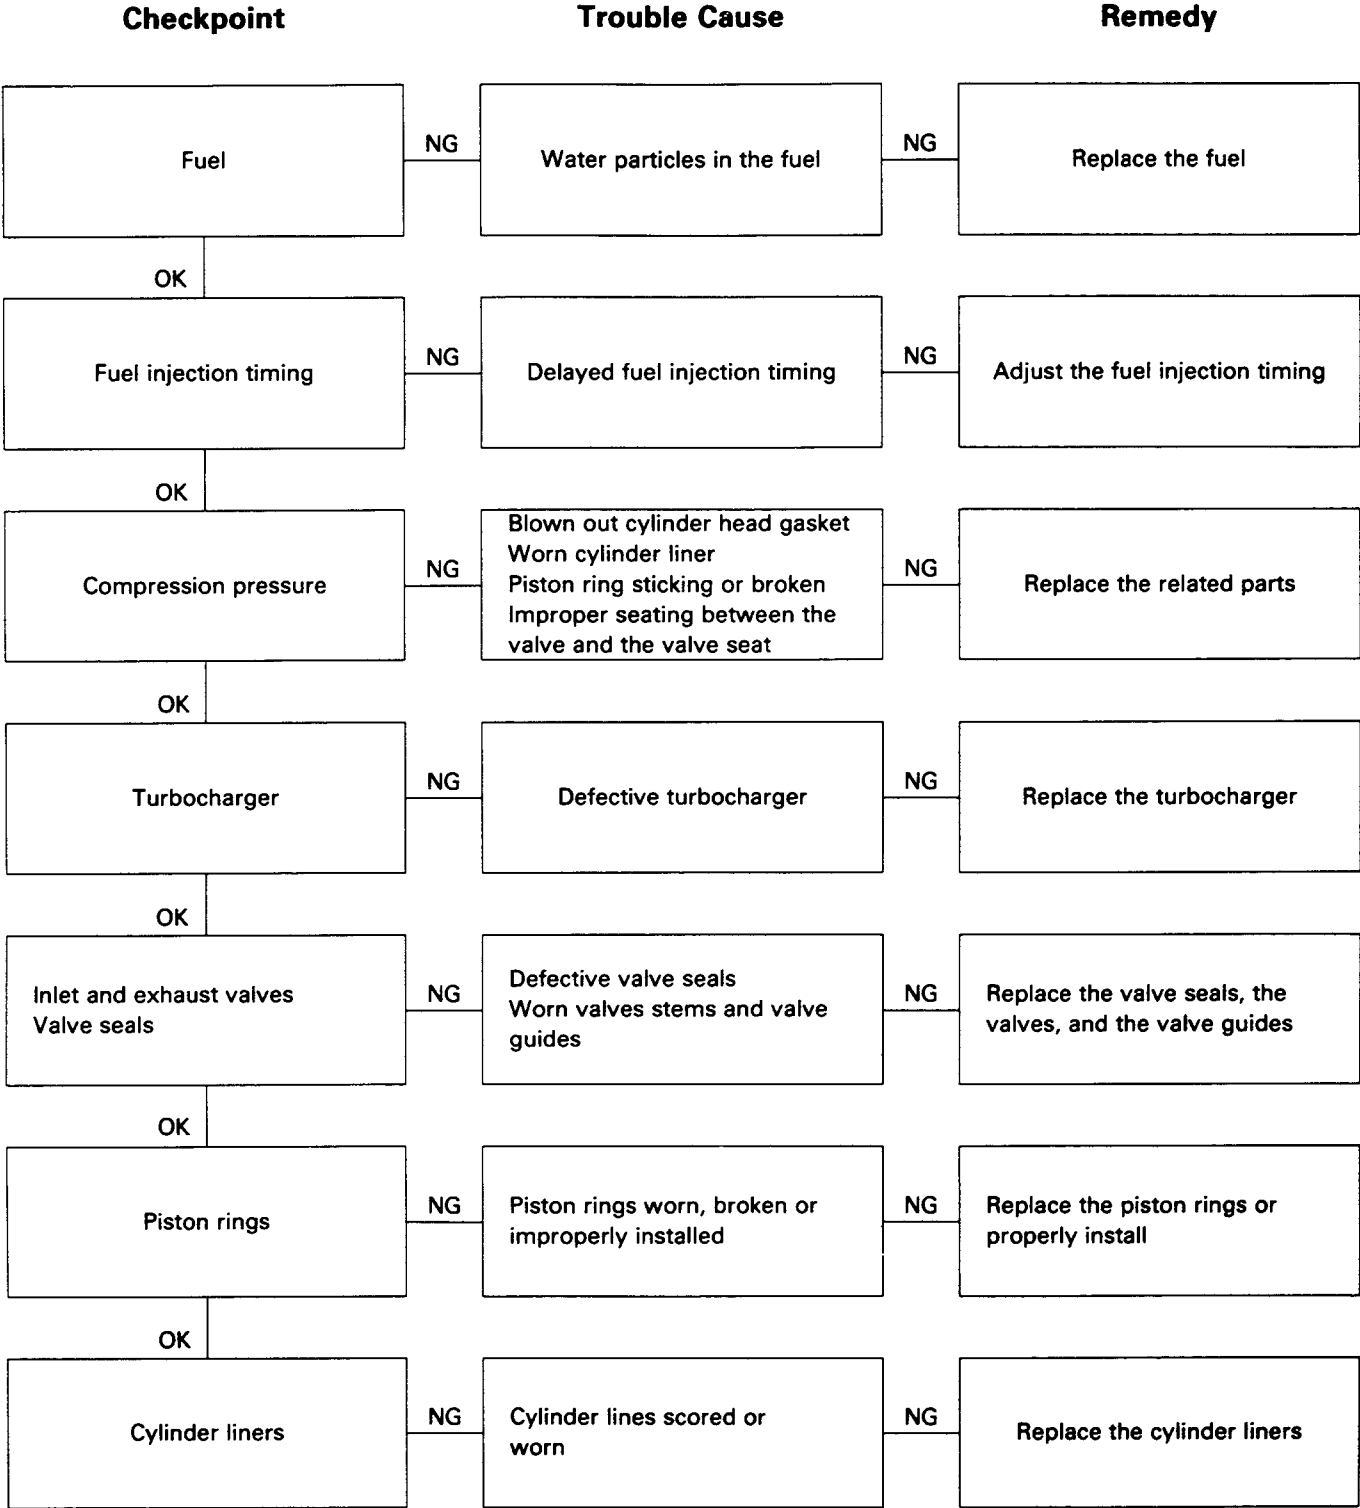 Checkpoint
Trouble Cause
Remedy
Fuel
NG
Water particles in the fuel
NG
Replace the fuel
OK
Fuel injection timing
NG
Delayed fuel injection timing
NG
Adjust the fuel injection timing
OK
Compression pressure
NG
Blown out cylinder head gasket
Worn cylinder liner
Piston ring sticking or broken
Improper seating between the
valve and the valve seat
NG
Replace the related parts
OK
Turbocharger
NG
Defective turbocharger
NG
Replace the turbocharger
OK
Inlet and exhaust valves
Valve seals
NG
Defective valve seals
Worn valves stems and valve
guides
NG
Replace the valve seals, the
valves, and the valve guides
OK
Piston rings
NG
Piston rings worn, broken or
improperly installed
NG
Replace the piston rings or
properly install
OK
Cylinder liners
NG
Cylinder lines scored or
worn
NG
Replace the cylinder liners